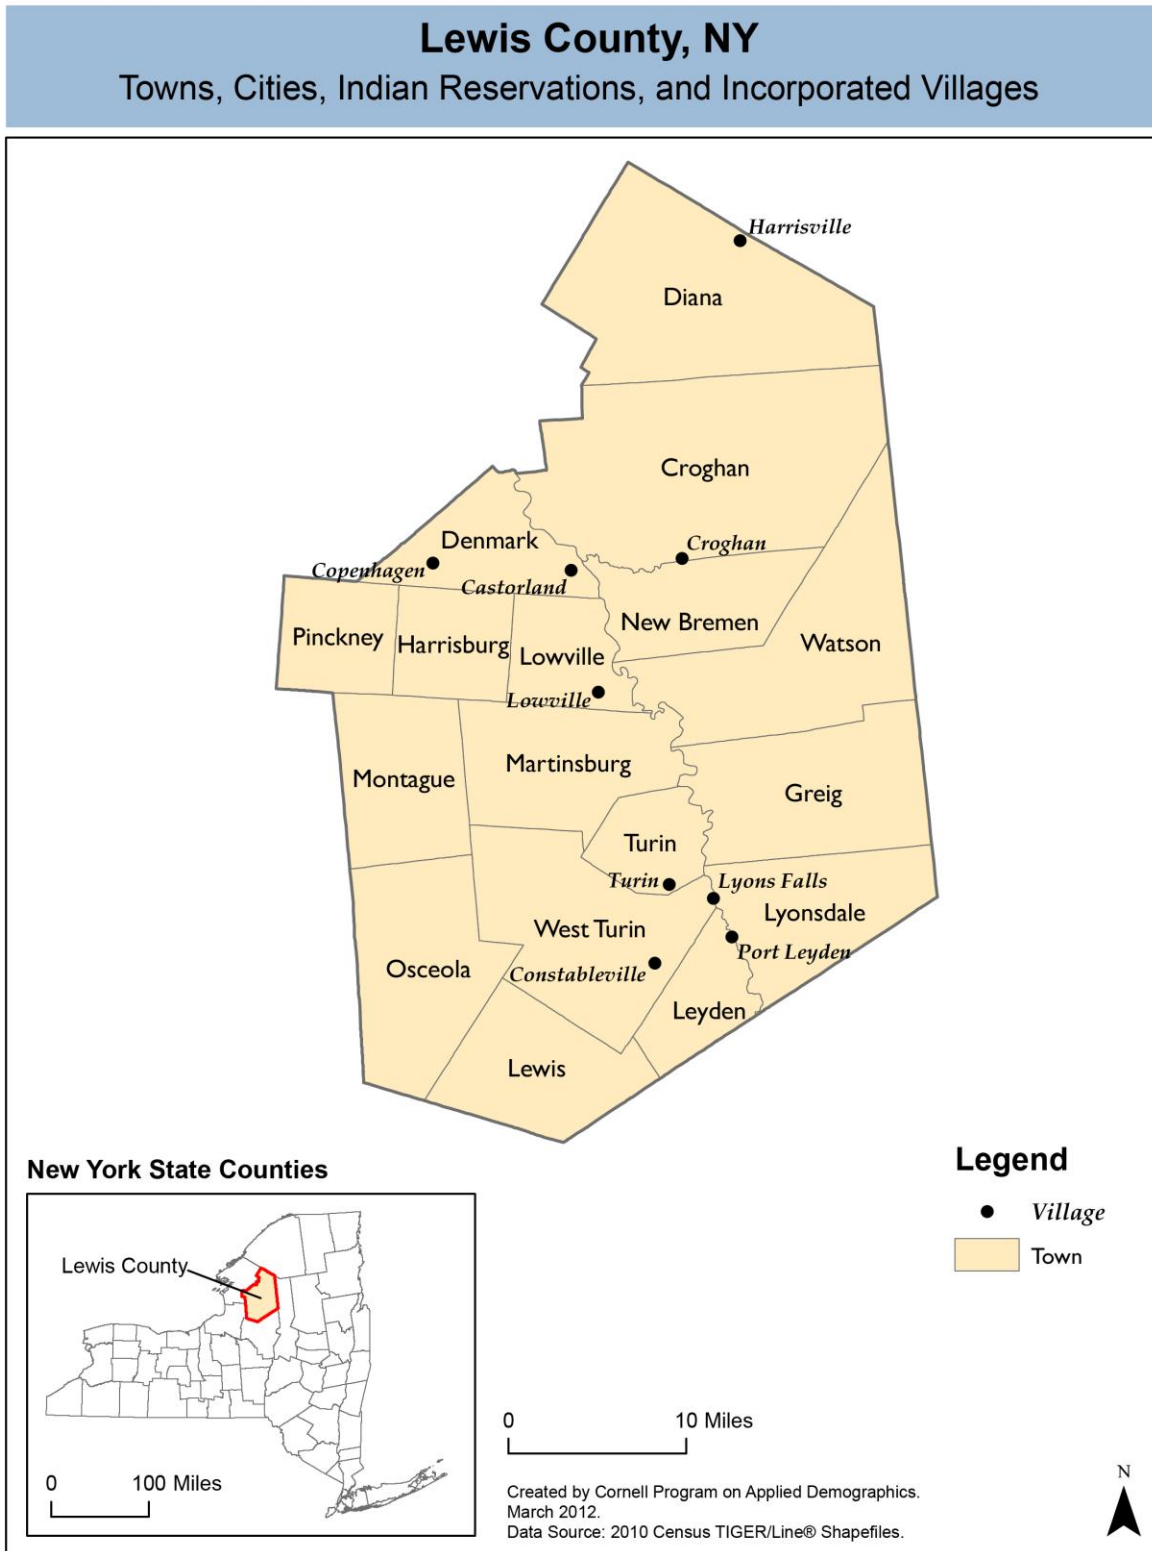 Lewis County, NY
Towns, Cities, Indian Reservations, and Incorporated Villages
Harrisville
Diana
Croghan
Croghan
Denmark
Copenhagen
Castorland
New Bremen
Pinckney
Harrisburg
Lowville
Watson
Lowville
Martinsburg
Montague
Greig
Turin
Turin
Lyons Falls
Lyonsdale
West Turin
Port Leyden
Osceola
Constableville
Leyden
Lewis
New York State Counties
Lewis County
0 100 Miles
Legend
Village
Town
0 10 Miles
Created by Cornell Program on Applied Demographics.
March 2012.
Data Source: 2010 Census TIGER/Line® Shapefiles.
N